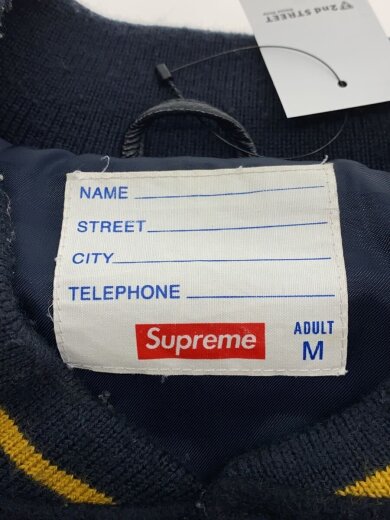 2nd STREET
NAME
STREET
CITY
TELEPHONE
Supreme
ADULT
M